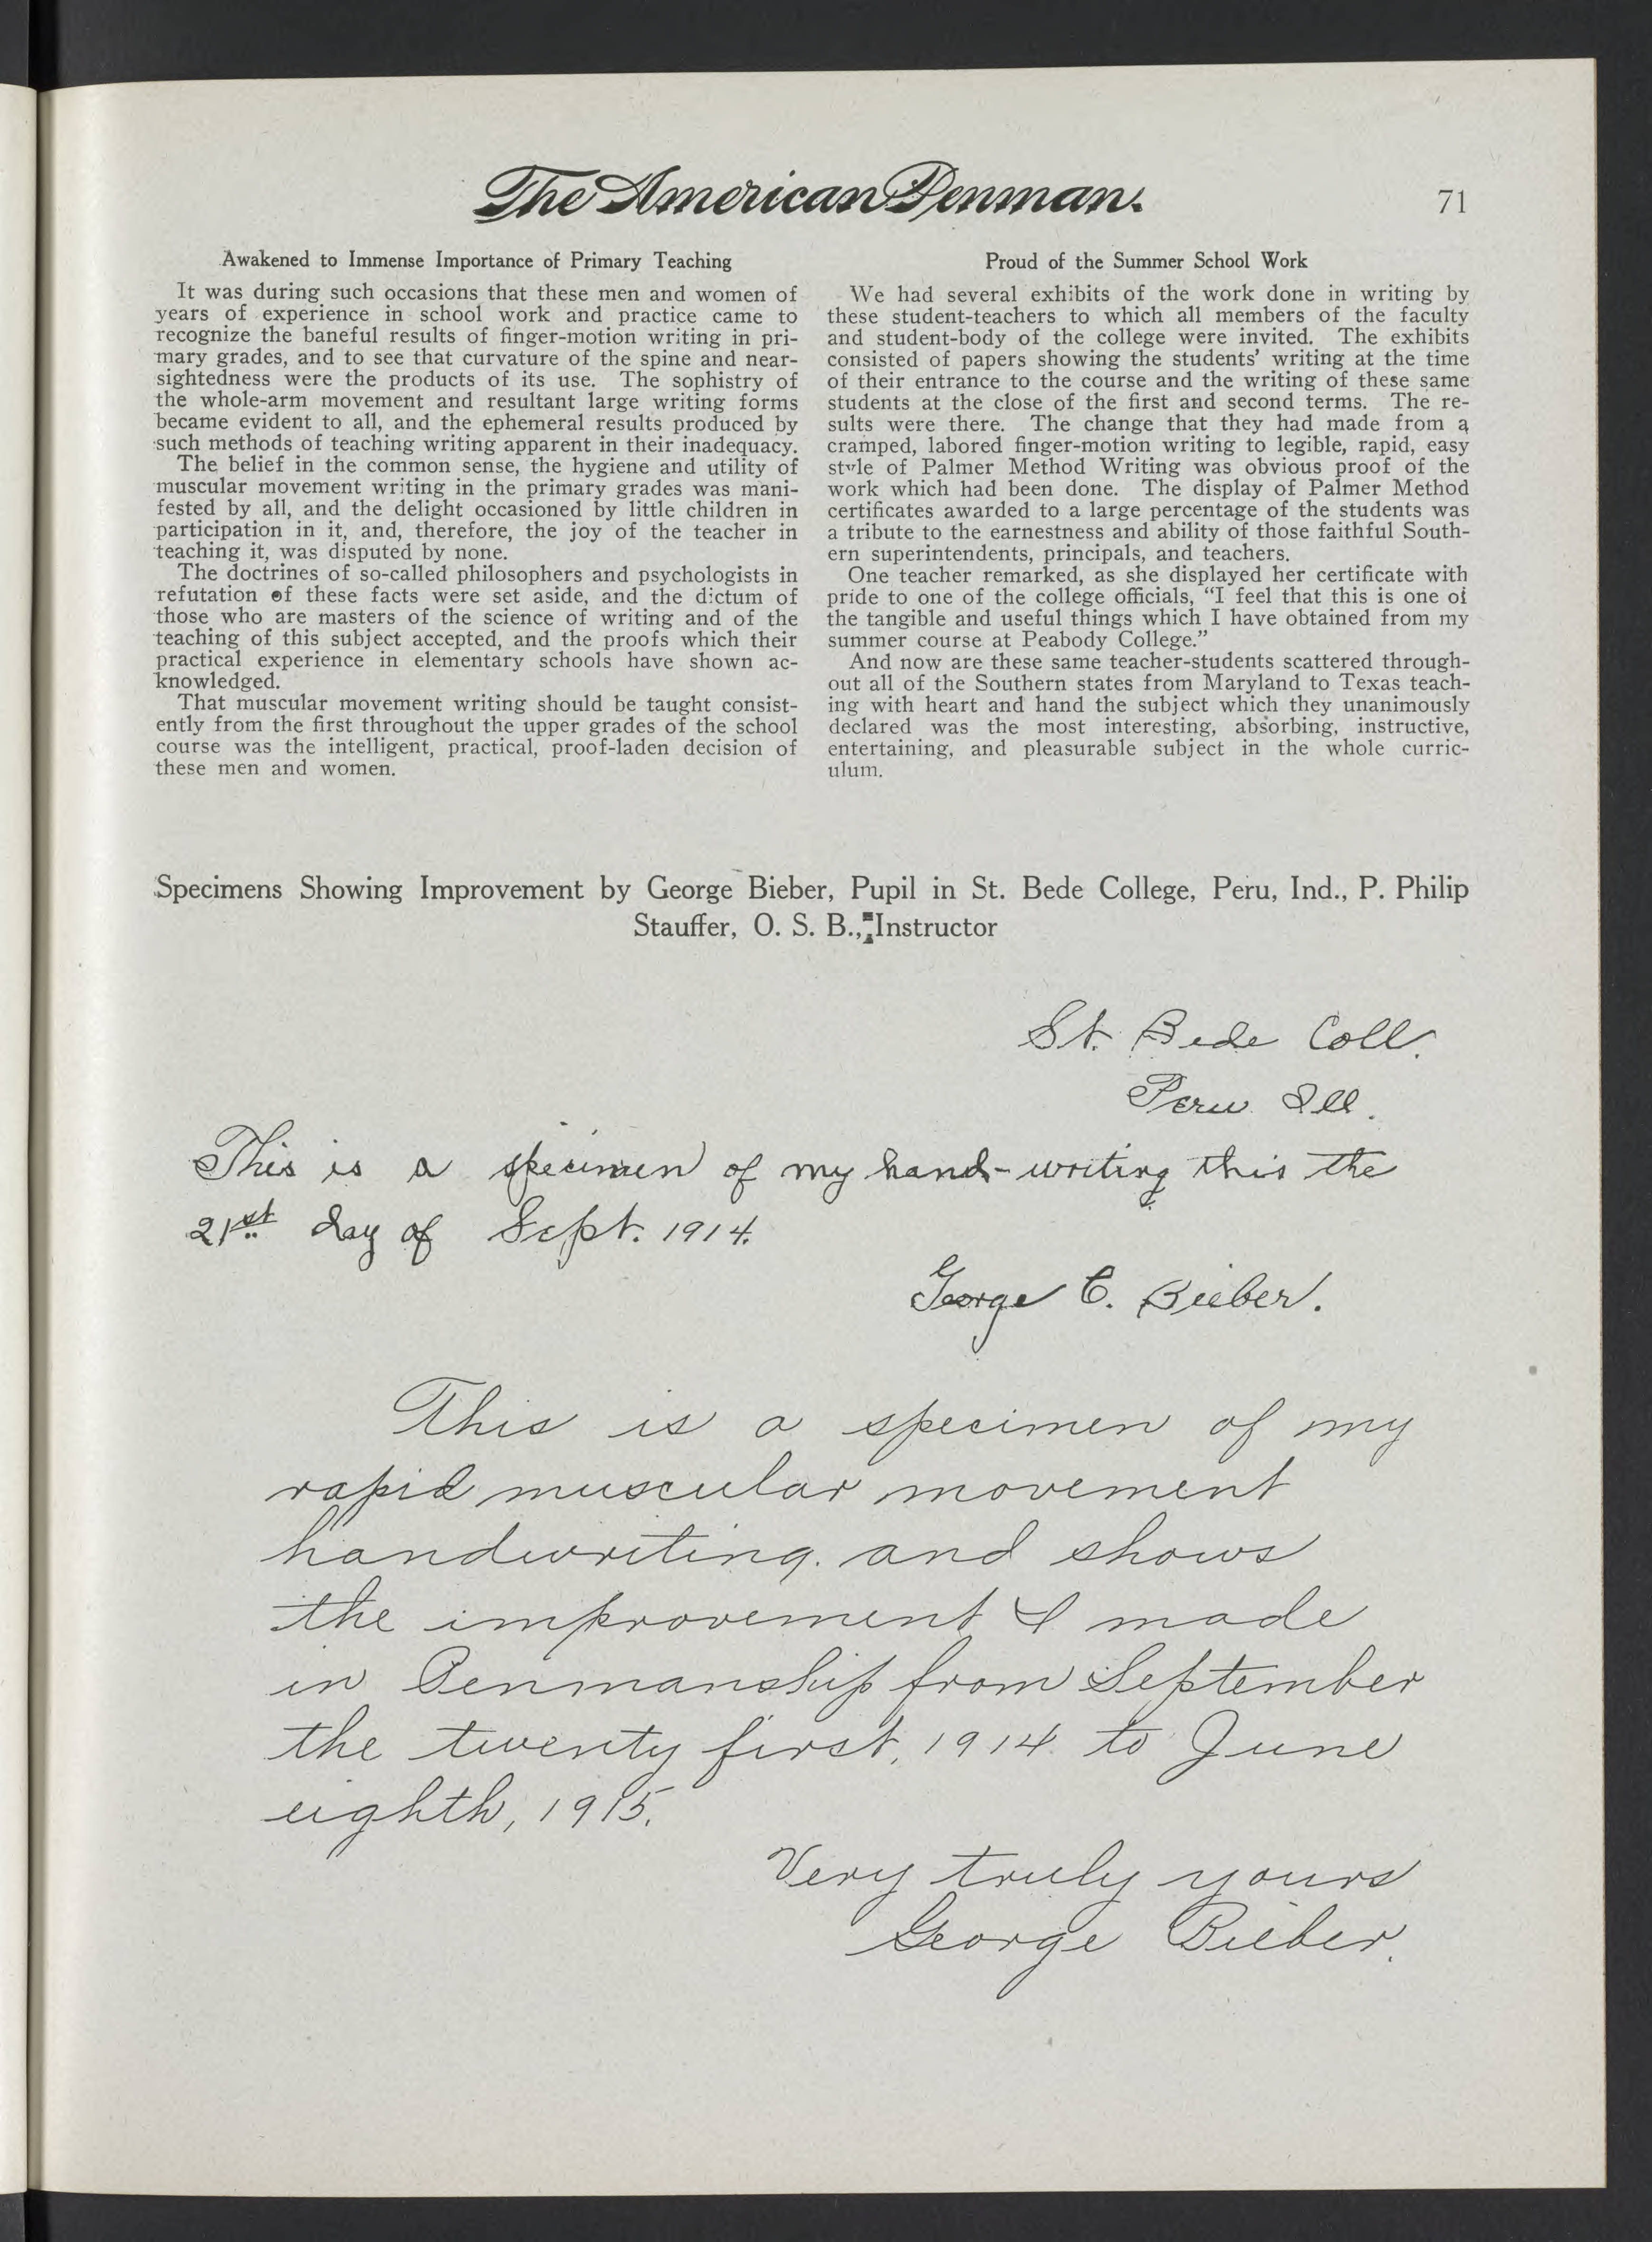 The American Penman.
71
Awakened to Immense Importance of Primary Teaching
It was during such occasions that these men and women of
years of experience in school work and practice came to
recognize the baneful results of finger-motion writing in pri-
mary grades, and to see that curvature of the spine and near-
sightedness were the products of its use. The sophistry of
the whole-arm movement and resultant large writing forms
became evident to all, and the ephemeral results produced by
such methods of teaching writing apparent in their inadequacy.
The belief in the common sense, the hygiene and utility of
muscular movement writing in the primary grades was mani-
fested by all, and the delight occasioned by little children in
participation in it, and, therefore, the joy of the teacher in
teaching it, was disputed by none.
The doctrines of so-called philosophers and psychologists in
refutation of these facts were set aside, and the dictum of
those who are masters of the science of writing and of the
teaching of this subject accepted, and the proofs which their
practical experience in elementary schools have shown ac-
knowledged.
That muscular movement writing should be taught consist-
ently from the first throughout the upper grades of the school
course was the intelligent, practical, proof-laden decision of
these men and women.
Proud of the Summer School Work
We had several exhibits of the work done in writing by
these student-teachers to which all members of the faculty
and student-body of the college were invited. The exhibits
consisted of papers showing the students' writing at the time
of their entrance to the course and the writing of these same
students at the close of the first and second terms. The re-
sults were there. The change that they had made from a
cramped, labored finger-motion writing to legible, rapid, easy
style of Palmer Method Writing was obvious proof of the
work which had been done. The display of Palmer Method
certificates awarded to a large percentage of the students was
a tribute to the earnestness and ability of those faithful South-
ern superintendents, principals, and teachers.
One teacher remarked, as she displayed her certificate with
pride to one of the college officials, "I feel that this is one of
the tangible and useful things which I have obtained from my
summer course at Peabody College."
And now are these same teacher-students scattered through-
out all of the Southern states from Maryland to Texas teach-
ing with heart and hand the subject which they unanimously
declared was the most interesting, absorbing, instructive,
entertaining, and pleasurable subject in the whole curric-
ulum.
Specimens Showing Improvement by George Bieber, Pupil in St. Bede College, Peru, Ind., P. Philip
Stauffer, O. S. B., Instructor
St. Bede Coll.
Peru Ill.
This is a specimen of my hand-writing this the
21st day of Sept. 1914.
George C. Bieber.
This is a specimen of my
rapid muscular movement
handwriting. and shows
the improvement I made
in Penmanship from September
the twenty first, 1914. to June
eighth, 1915.
Very truly yours
George Bieber.